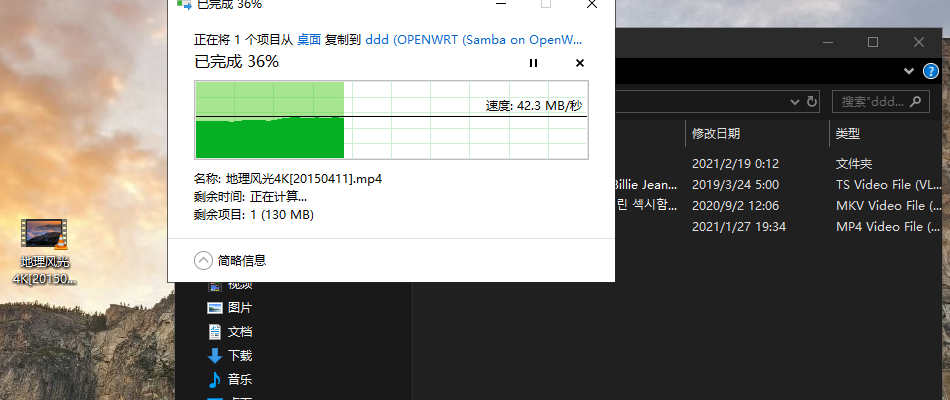 已完成 36%
正在将 1 个项目从 桌面 复制到 ddd (OPENWRT (Samba on OpenW...
已完成 36%
速度: 42.3 MB/秒
名称: 地理风光4K[20150411].mp4
剩余时间: 正在计算...
剩余项目: 1 (130 MB)
简略信息
搜索"ddd...
修改日期 类型
2021/2/19 0:12 文件夹
Billie Jean... 2019/3/24 5:00 TS Video File (VL...
린 섹시함... 2020/9/2 12:06 MKV Video File (...
2021/1/27 19:34 MP4 Video File (...
地理风光
4K[20150...
视频
图片
文档
下载
音乐